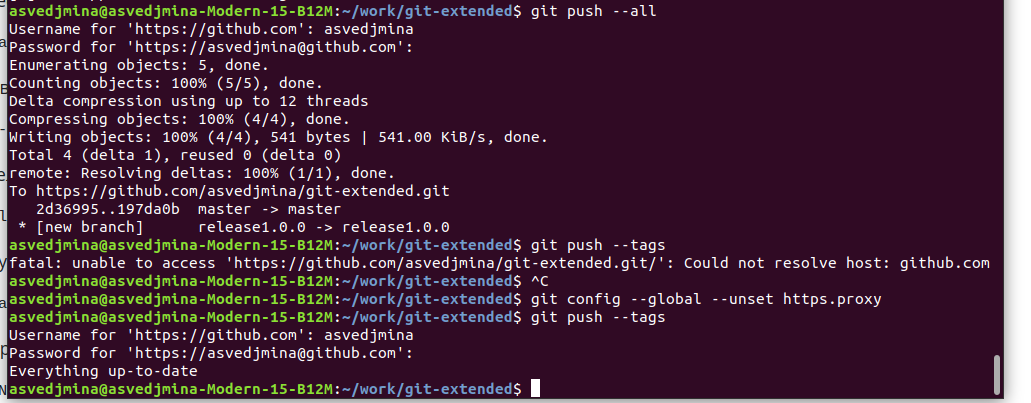 asvedjmina@asvedjmina-Modern-15-B12M:~/work/git-extended$ git push --all
Username for 'https://github.com': asvedjmina
Password for 'https://asvedjmina@github.com':
Enumerating objects: 5, done.
Counting objects: 100% (5/5), done.
Delta compression using up to 12 threads
Compressing objects: 100% (4/4), done.
Writing objects: 100% (4/4), 541 bytes | 541.00 KiB/s, done.
Total 4 (delta 1), reused 0 (delta 0)
remote: Resolving deltas: 100% (1/1), done.
To https://github.com/asvedjmina/git-extended.git
   2d36995..197da0b  master -> master
 * [new branch]      release1.0.0 -> release1.0.0
asvedjmina@asvedjmina-Modern-15-B12M:~/work/git-extended$ git push --tags
fatal: unable to access 'https://github.com/asvedjmina/git-extended.git/': Could not resolve host: github.com
asvedjmina@asvedjmina-Modern-15-B12M:~/work/git-extended$ ^C
asvedjmina@asvedjmina-Modern-15-B12M:~/work/git-extended$ git config --global --unset https.proxy
asvedjmina@asvedjmina-Modern-15-B12M:~/work/git-extended$ git push --tags
Username for 'https://github.com': asvedjmina
Password for 'https://asvedjmina@github.com':
Everything up-to-date
asvedjmina@asvedjmina-Modern-15-B12M:~/work/git-extended$